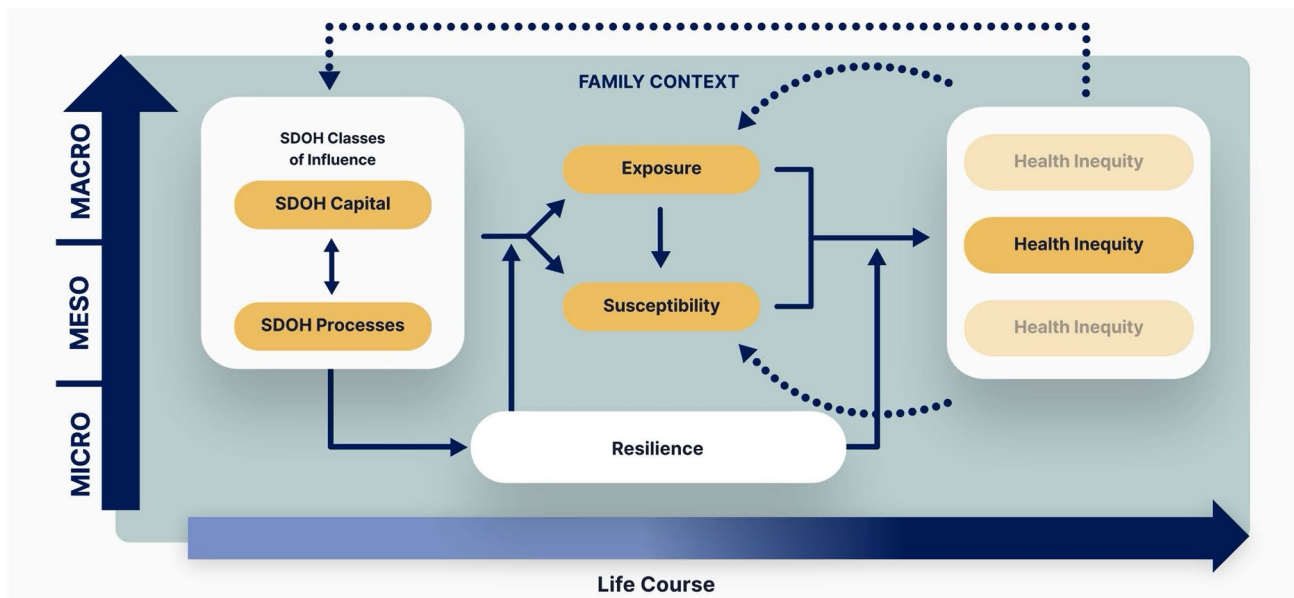 FAMILY CONTEXT
MACRO
MESO
MICRO
SDOH Classes
of Influence
SDOH Capital
SDOH Processes
Exposure
Susceptibility
Resilience
Health Inequity
Health Inequity
Health Inequity
Life Course